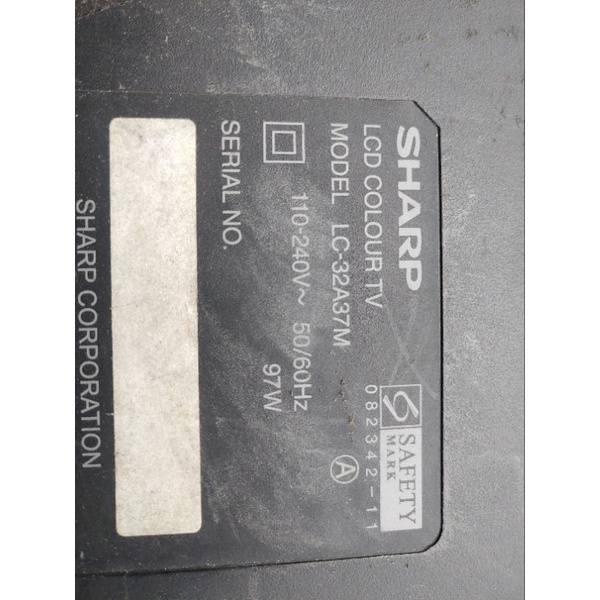 SHARP
LCD COLOUR TV
MODEL LC-32A37M
110-240V~ 50/60Hz
97W
SERIAL NO.
SHARP CORPORATION
SAFETY
MARK
082342-11
A